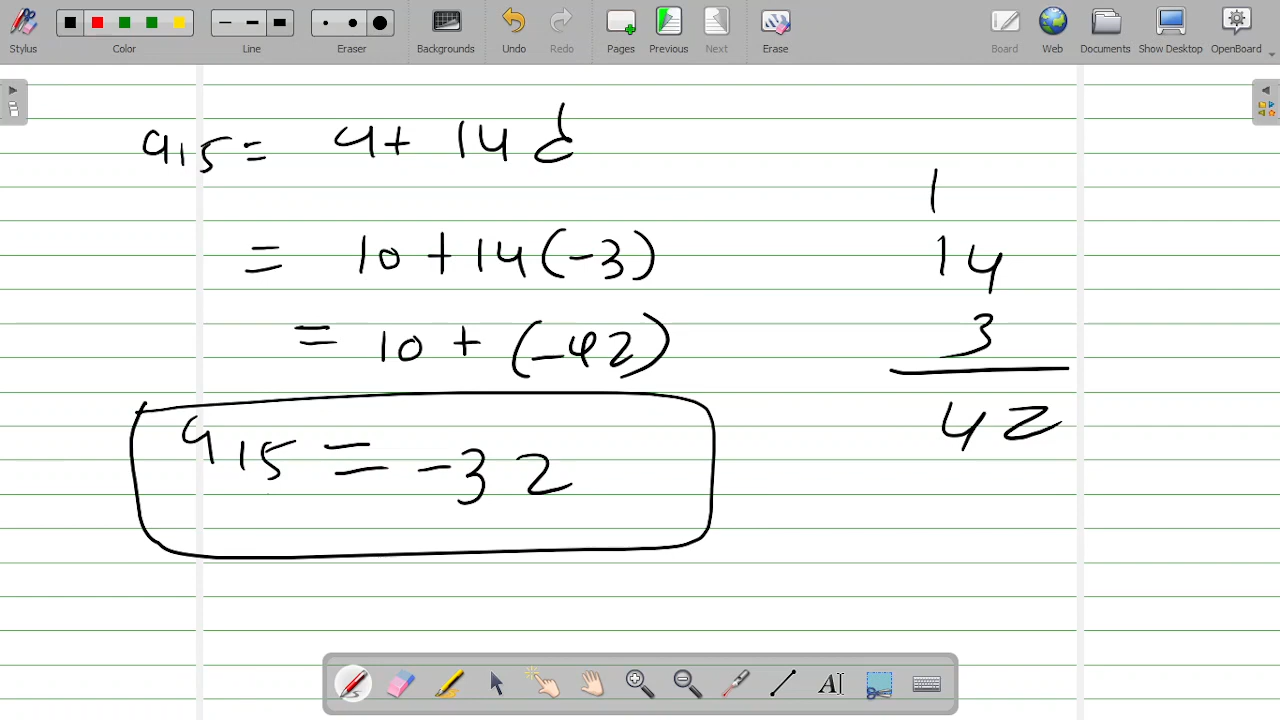 Stylus
Color
Line
Eraser
Backgrounds
Undo
Redo
Pages
Previous
Next
Erase
Board
Web
Documents
Show Desktop
OpenBoard
a15 = a + 14 d
= 10 + 14 (-3)
= 10 + (-42)
a15 = -32
1
14
3
42